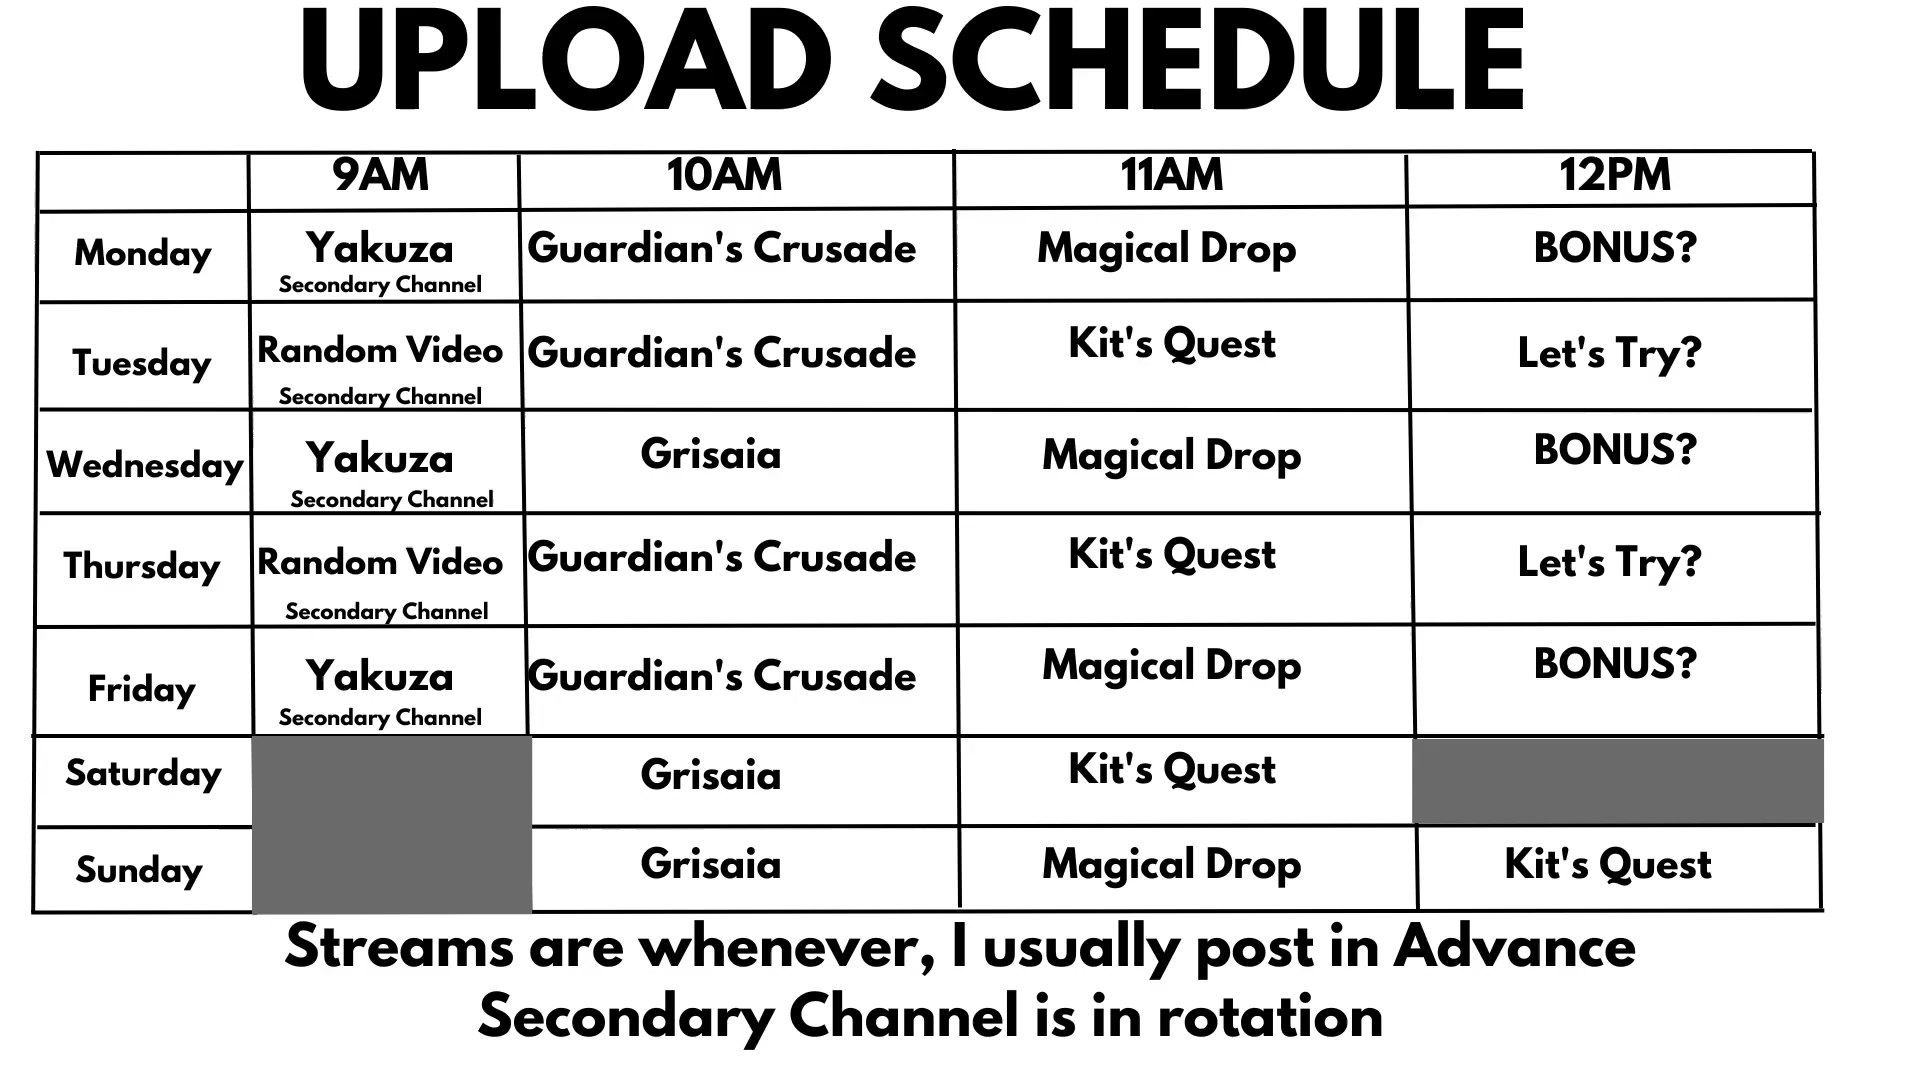 UPLOAD SCHEDULE
9AM 10AM 11AM 12PM
Monday Yakuza Guardian's Crusade Magical Drop BONUS?
Secondary Channel
Tuesday Random Video Guardian's Crusade Kit's Quest Let's Try?
Secondary Channel
Wednesday Yakuza Grisaia Magical Drop BONUS?
Secondary Channel
Thursday Random Video Guardian's Crusade Kit's Quest Let's Try?
Secondary Channel
Friday Yakuza Guardian's Crusade Magical Drop BONUS?
Secondary Channel
Saturday Grisaia Kit's Quest
Sunday Grisaia Magical Drop Kit's Quest
Streams are whenever, I usually post in Advance
Secondary Channel is in rotation